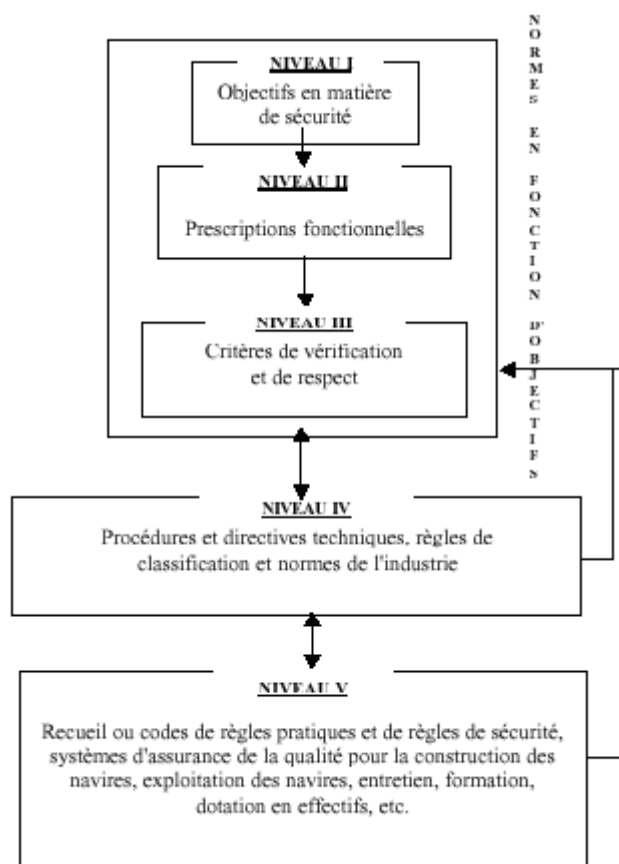 NIVEAU I
Objectifs en matière
de sécurité
NIVEAU II
Prescriptions fonctionnelles
NIVEAU III
Critères de vérification
et de respect
NORMES EN FONCTION D'OBJECTIFS
NIVEAU IV
Procédures et directives techniques, règles de
classification et normes de l'industrie
NIVEAU V
Recueil ou codes de règles pratiques et de règles de sécurité,
systèmes d'assurance de la qualité pour la construction des
navires, exploitation des navires, entretien, formation,
dotation en effectifs, etc.